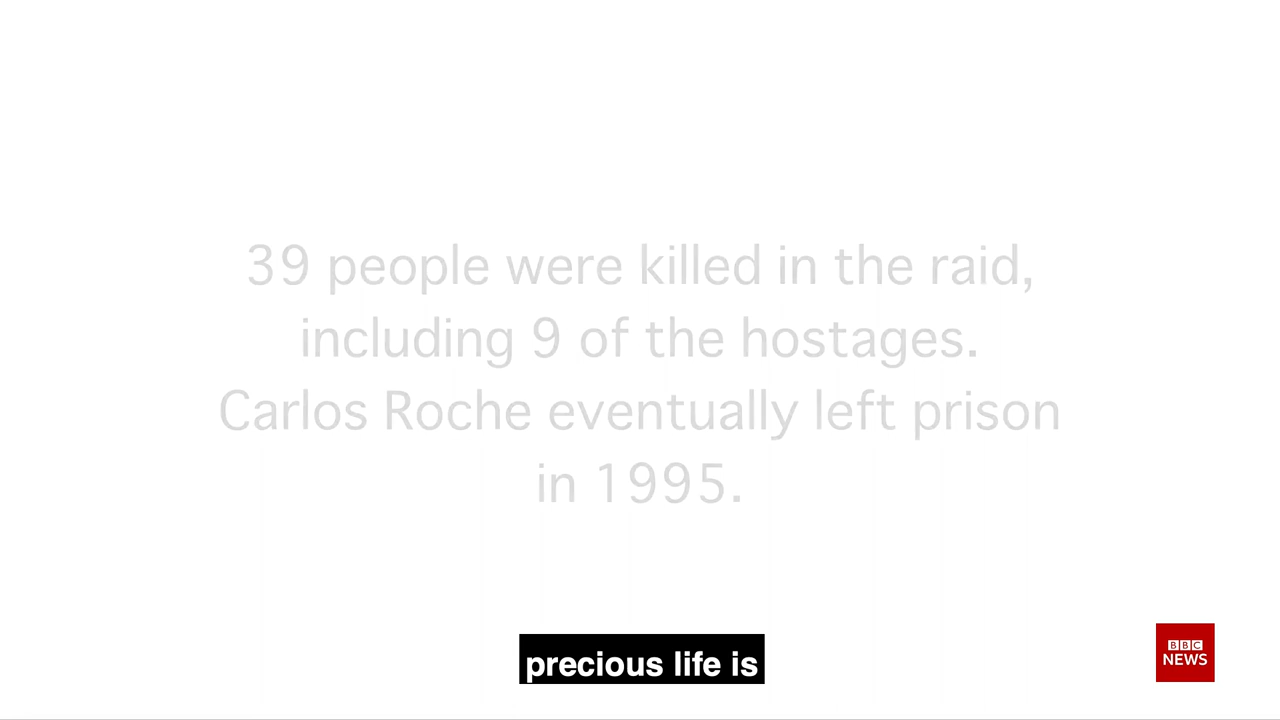 39 people were killed in the raid,
including 9 of the hostages.
Carlos Roche eventually left prison
in 1995.
precious life is
BBC
NEWS